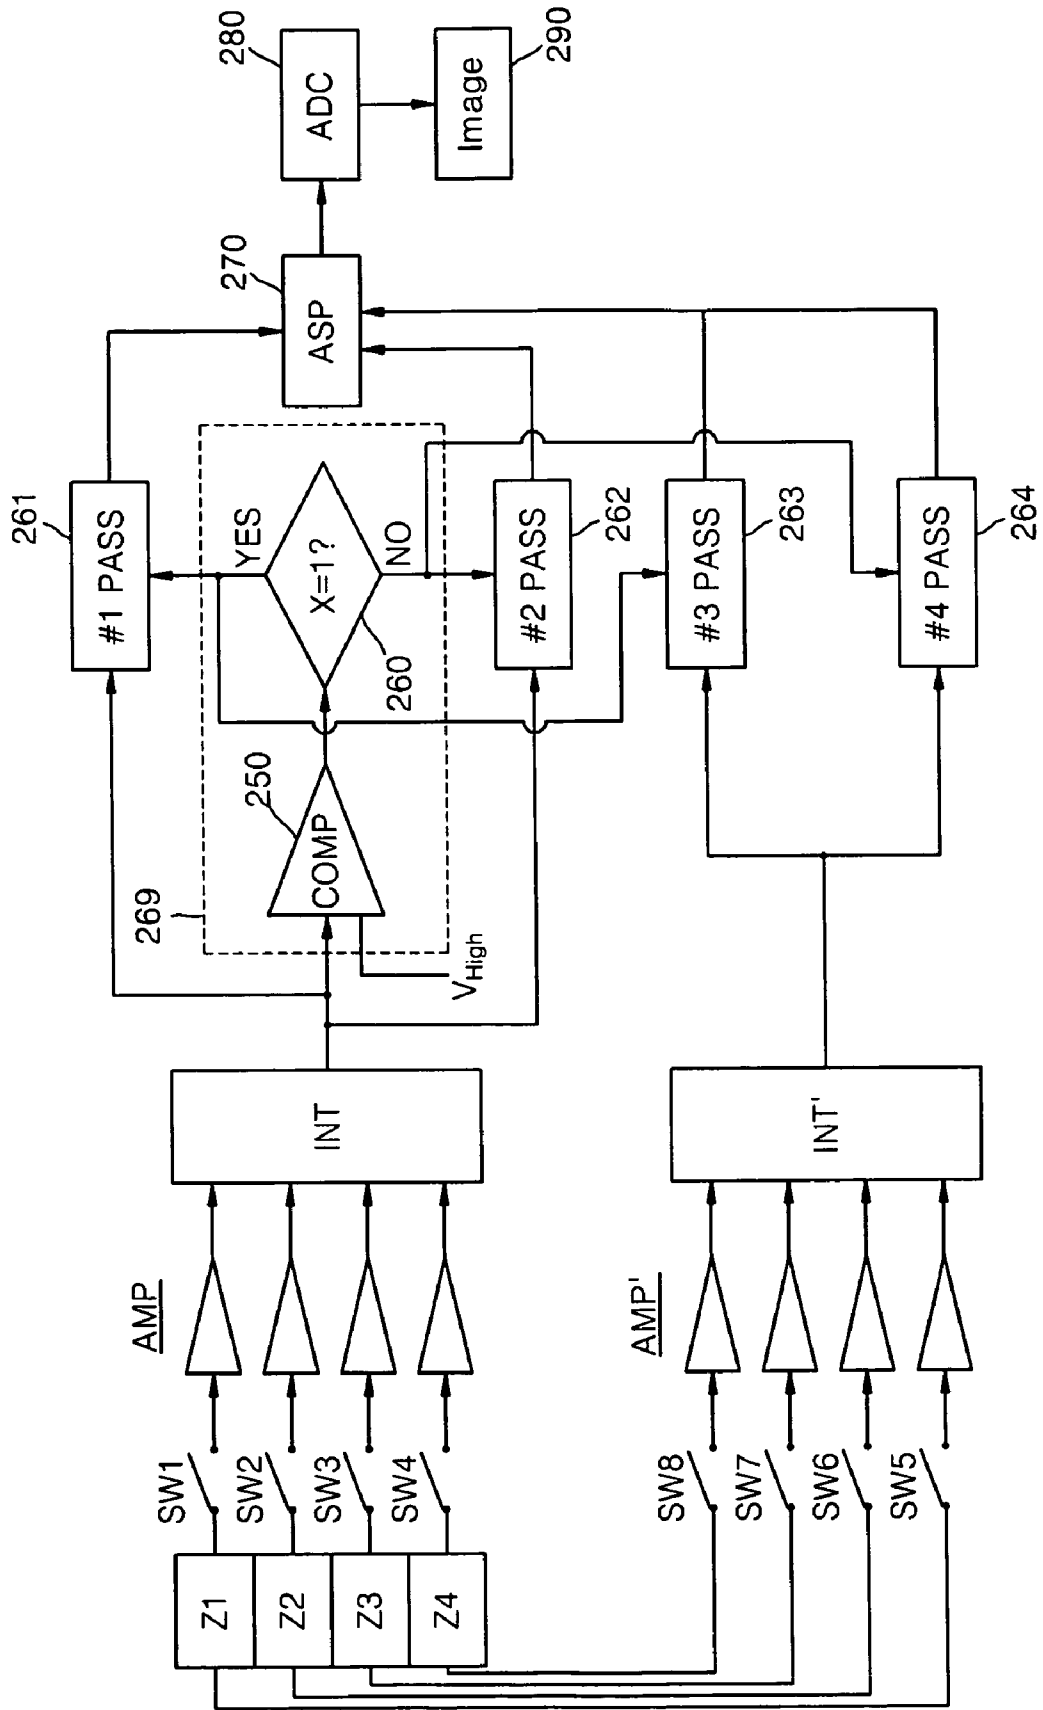 Z1
Z2
Z3
Z4
SW1
SW2
SW3
SW4
SW8
SW7
SW6
SW5
AMP
AMP'
INT
INT'
VHigh
269
COMP
250
X=1?
260
YES
NO
#1 PASS
261
#2 PASS
262
#3 PASS
263
#4 PASS
264
ASP
270
ADC
280
Image
290